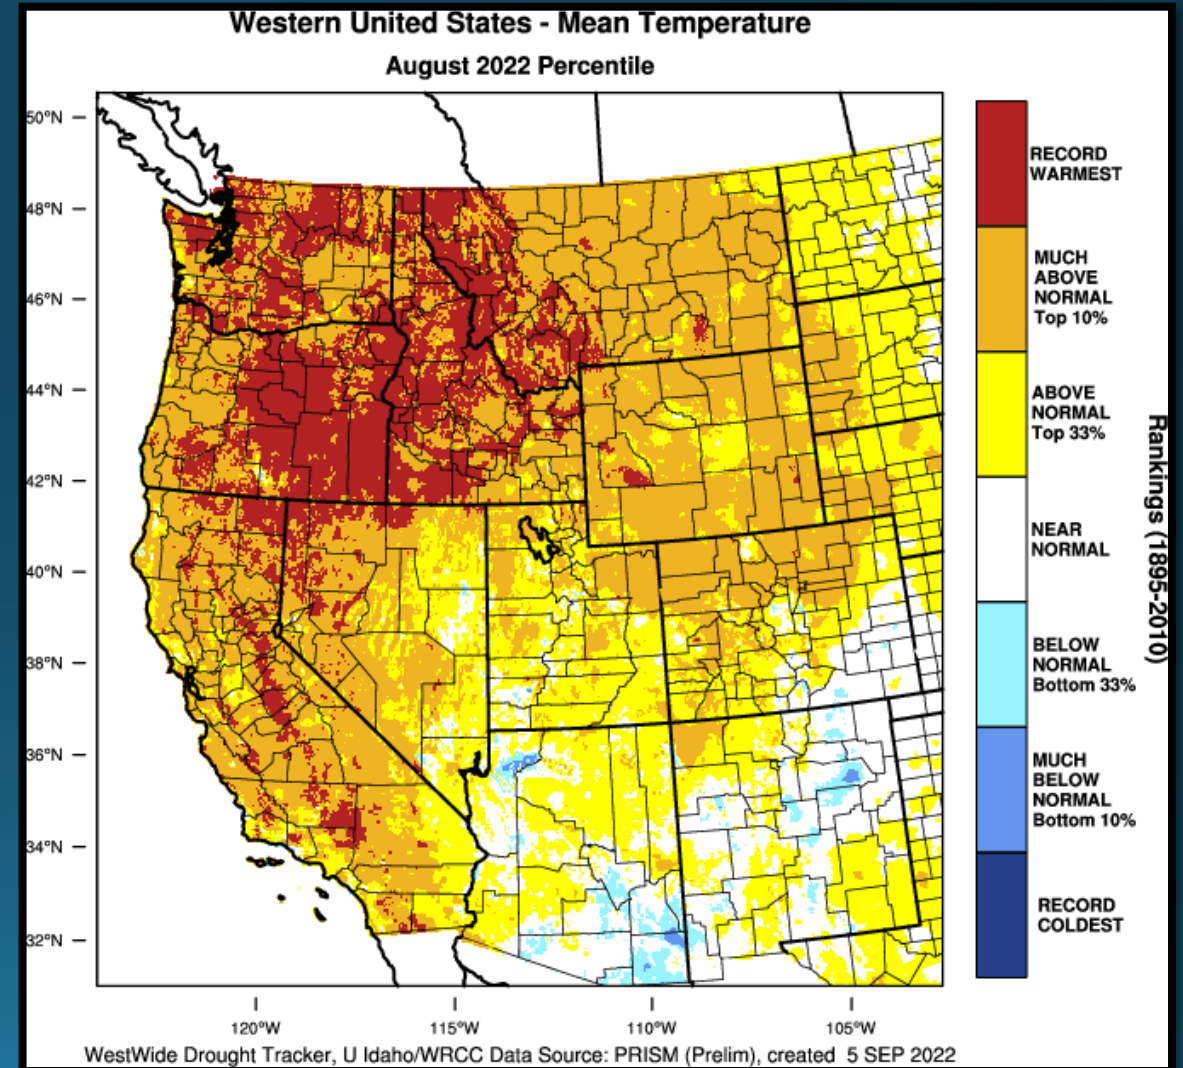 Western United States - Mean Temperature
August 2022 Percentile
50°N
48°N
46°N
44°N
42°N
40°N
38°N
36°N
34°N
32°N
120°W
115°W
110°W
105°W
RECORD
WARMEST
MUCH
ABOVE
NORMAL
Top 10%
ABOVE
NORMAL
Top 33%
NEAR
NORMAL
BELOW
NORMAL
Bottom 33%
MUCH
BELOW
NORMAL
Bottom 10%
RECORD
COLDEST
Rankings (1895-2010)
WestWide Drought Tracker, U Idaho/WRCC Data Source: PRISM (Prelim), created 5 SEP 2022